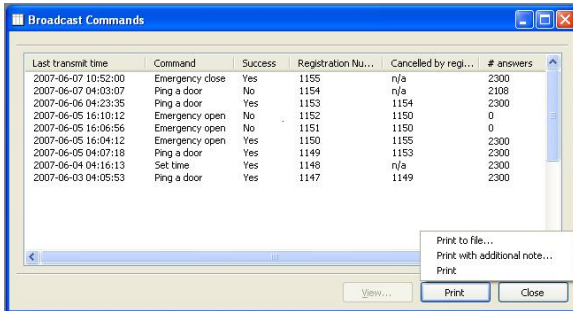 Broadcast Commands
Last transmit time Command Success Registration Nu... Cancelled by regi... # answers
2007-06-07 10:52:00 Emergency close Yes 1155 n/a 2300
2007-06-07 04:03:07 Ping a door No 1154 n/a 2108
2007-06-06 04:23:35 Ping a door Yes 1153 1154 2300
2007-06-05 16:10:12 Emergency open No 1152 1150 0
2007-06-05 16:06:56 Emergency open No 1151 1150 0
2007-06-05 16:04:12 Emergency open Yes 1150 1155 2300
2007-06-05 04:07:18 Ping a door Yes 1149 1153 2300
2007-06-04 04:16:13 Set time Yes 1148 n/a 2300
2007-06-03 04:05:53 Ping a door Yes 1147 1149 2300
Print to file...
Print with additional note...
Print
View... Print Close